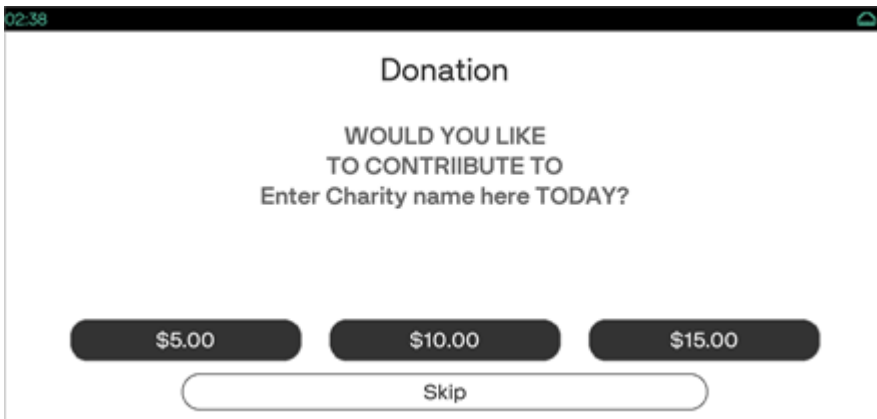 02:38
Donation
WOULD YOU LIKE
TO CONTRIIBUTE TO
Enter Charity name here TODAY?
$5.00 $10.00 $15.00
Skip